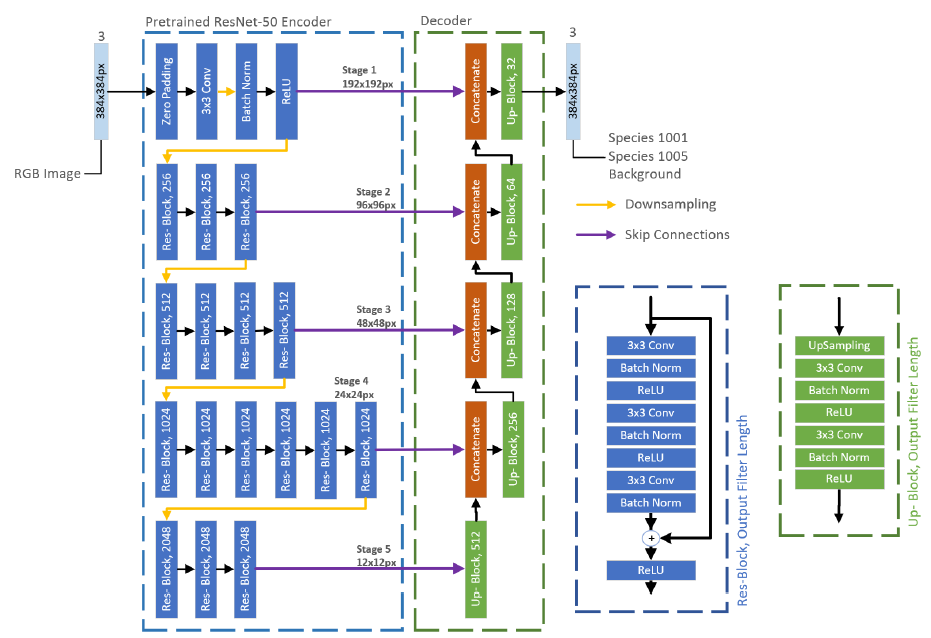 Pretrained ResNet-50 Encoder
Decoder
3
384x384px
RGB Image
Zero Padding
3x3 Conv
Batch Norm
ReLU
Stage 1
192x192px
Concatenate
Up- Block, 32
3
384x384px
Species 1001
Species 1005
Background
Downsampling
Skip Connections
Res- Block, 256
Res- Block, 256
Res- Block, 256
Stage 2
96x96px
Concatenate
Up- Block, 64
Res- Block, 512
Res- Block, 512
Res- Block, 512
Res- Block, 512
Stage 3
48x48px
Concatenate
Up- Block, 128
Res- Block, 1024
Res- Block, 1024
Res- Block, 1024
Res- Block, 1024
Res- Block, 1024
Res- Block, 1024
Stage 4
24x24px
Concatenate
Up- Block, 256
Res- Block, 2048
Res- Block, 2048
Res- Block, 2048
Stage 5
12x12px
Up- Block, 512
3x3 Conv
Batch Norm
ReLU
3x3 Conv
Batch Norm
ReLU
3x3 Conv
Batch Norm
+
ReLU
Res-Block, Output Filter Length
UpSampling
3x3 Conv
Batch Norm
ReLU
3x3 Conv
Batch Norm
ReLU
Up- Block, Output Filter Length